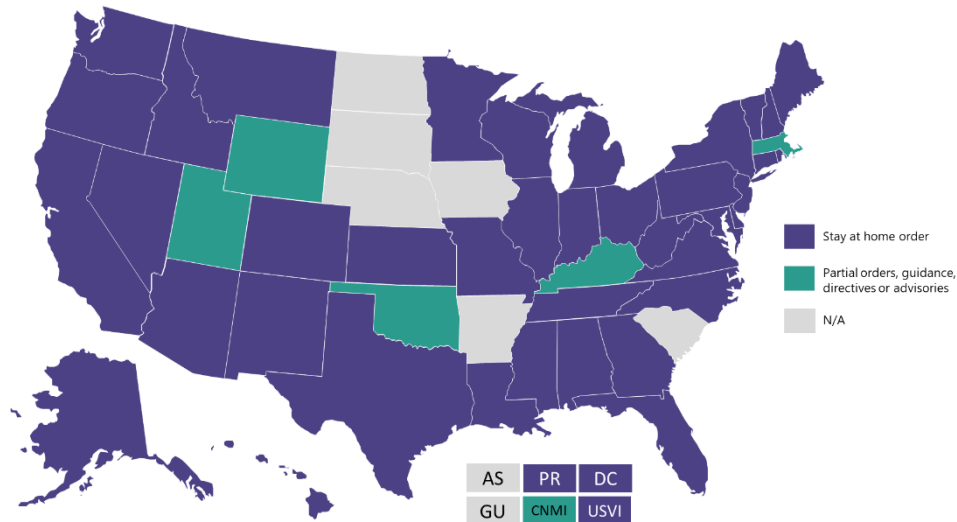 Stay at home order
Partial orders, guidance,
directives or advisories
N/A
AS PR DC
GU CNMI USVI